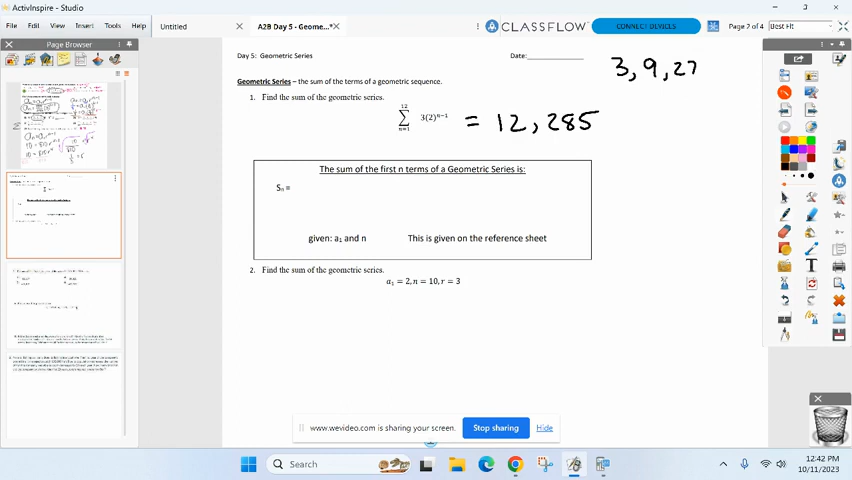 ActivInspire - Studio
File Edit View Insert Tools Help
Untitled
A2B Day 5 - Geome...*
CLASSFLOW
CONNECT DEVICES
Page 2 of 4
Best Fit
Page Browser
Day 5: Geometric Series Date:
3, 9, 27
Geometric Series – the sum of the terms of a geometric sequence.
1. Find the sum of the geometric series.
12
∑ 3(2)ⁿ⁻¹ = 12,285
n=1
The sum of the first n terms of a Geometric Series is:
Sₙ =
given: a₁ and n This is given on the reference sheet
2. Find the sum of the geometric series.
a₁ = 2, n = 10, r = 3
www.wevideo.com is sharing your screen. Stop sharing Hide
Search
12:42 PM
10/11/2023